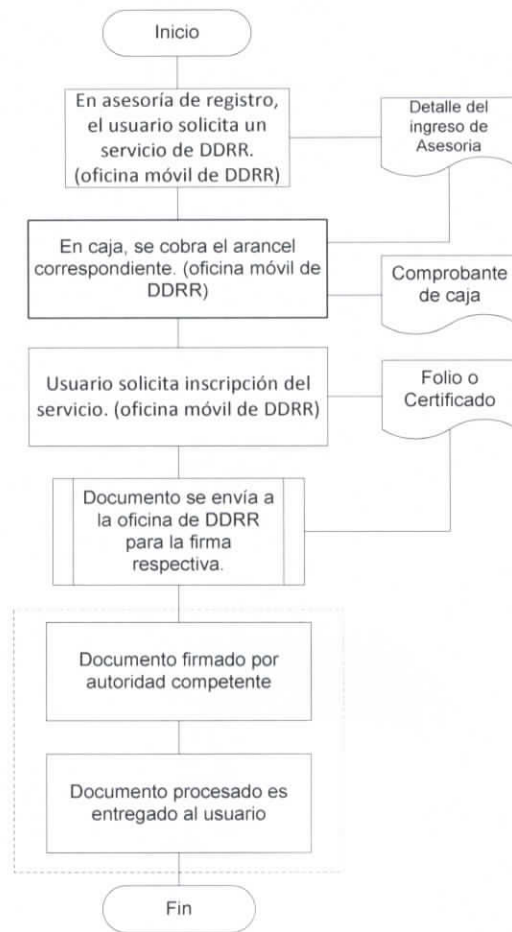 Inicio
En asesoría de registro,
el usuario solicita un
servicio de DDRR.
(oficina móvil de DDRR)
Detalle del
ingreso de
Asesoria
En caja, se cobra el arancel
correspondiente. (oficina móvil de
DDRR)
Comprobante
de caja
Usuario solicita inscripción del
servicio. (oficina móvil de DDRR)
Folio o
Certificado
Documento se envía a
la oficina de DDRR
para la firma
respectiva.
Documento firmado por
autoridad competente
Documento procesado es
entregado al usuario
Fin